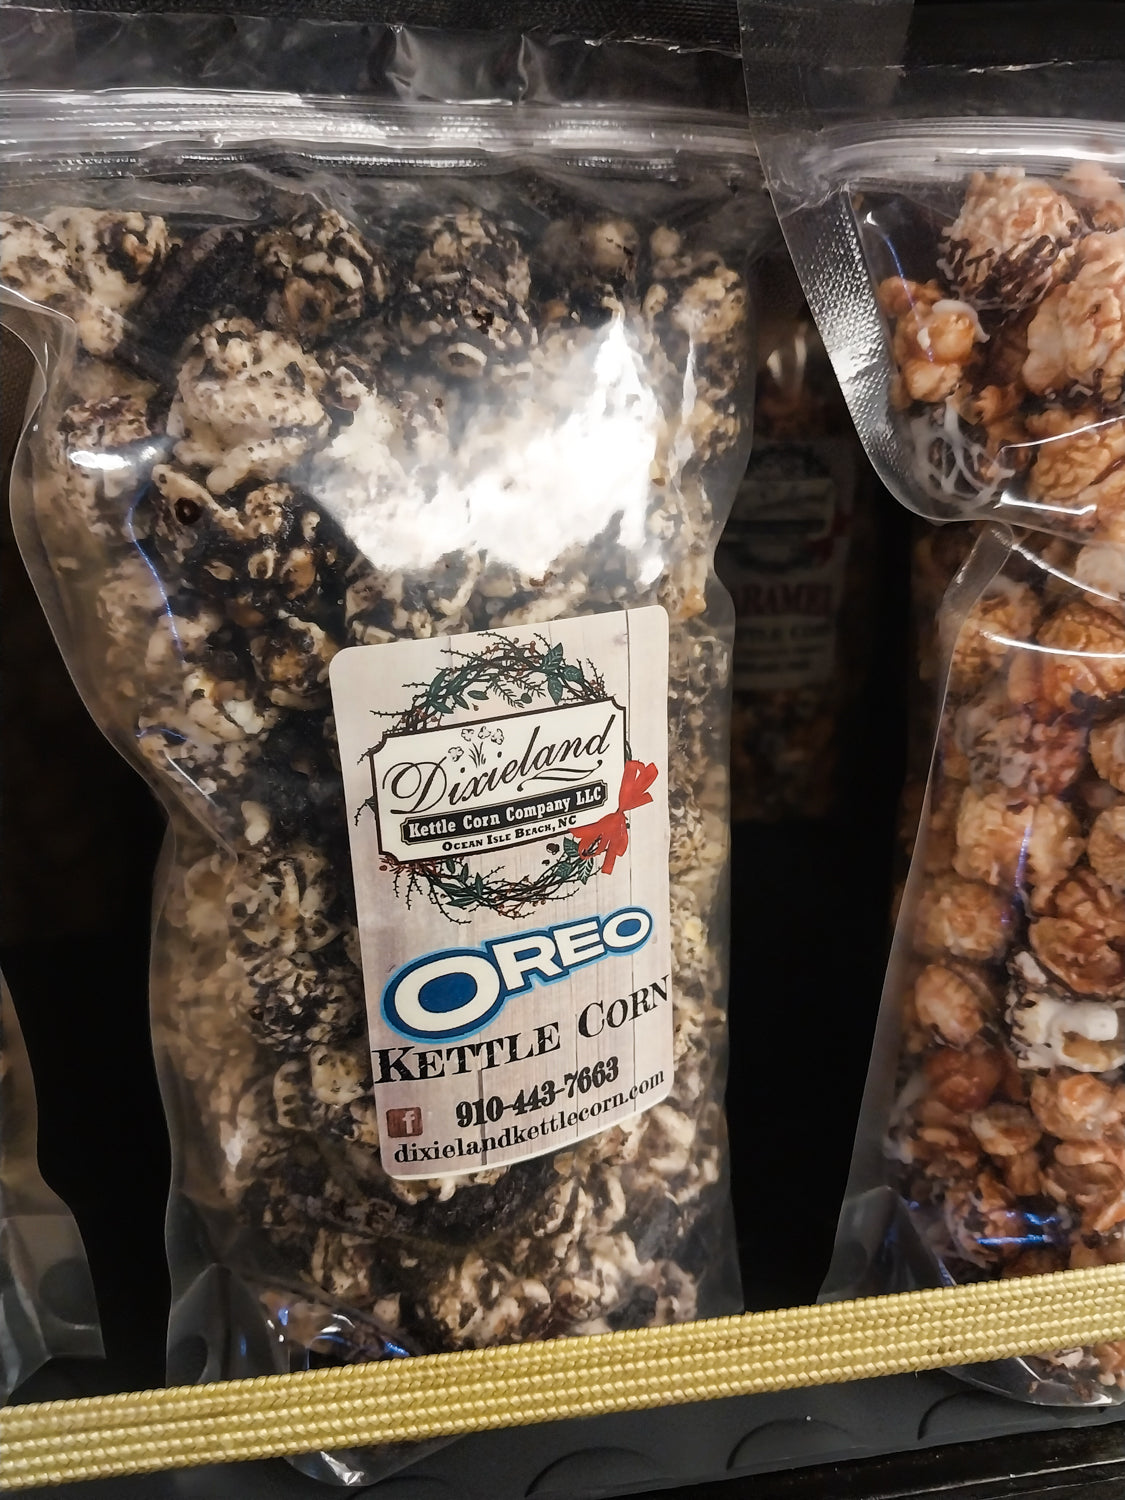 Dixieland
Kettle Corn Company LLC
Ocean Isle Beach, NC
OREO
KETTLE CORN
910-443-7663
f
dixielandkettlecorn.com